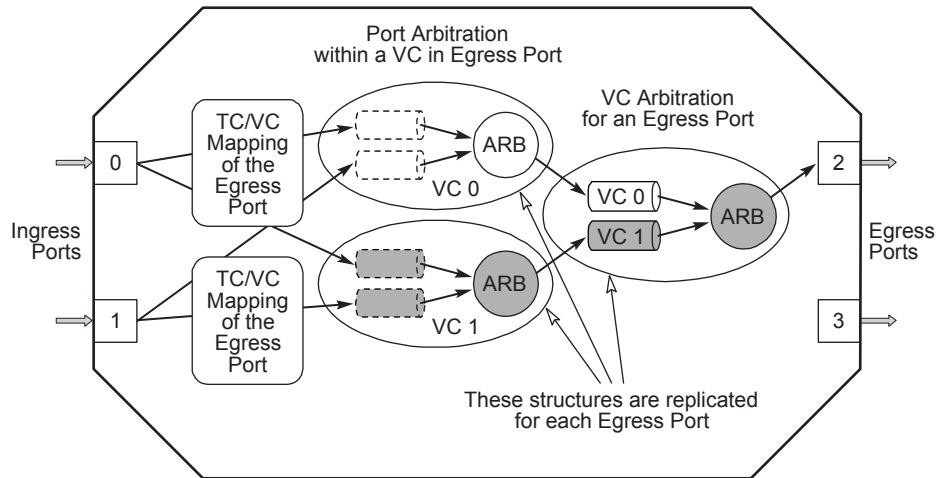 Port Arbitration
within a VC in Egress Port
VC Arbitration
for an Egress Port
TC/VC
Mapping
of the
Egress
Port
ARB
VC 0
0
2
VC 0
VC 1
ARB
Ingress
Ports
Egress
Ports
TC/VC
Mapping
of the
Egress
Port
ARB
VC 1
1
3
These structures are replicated
for each Egress Port